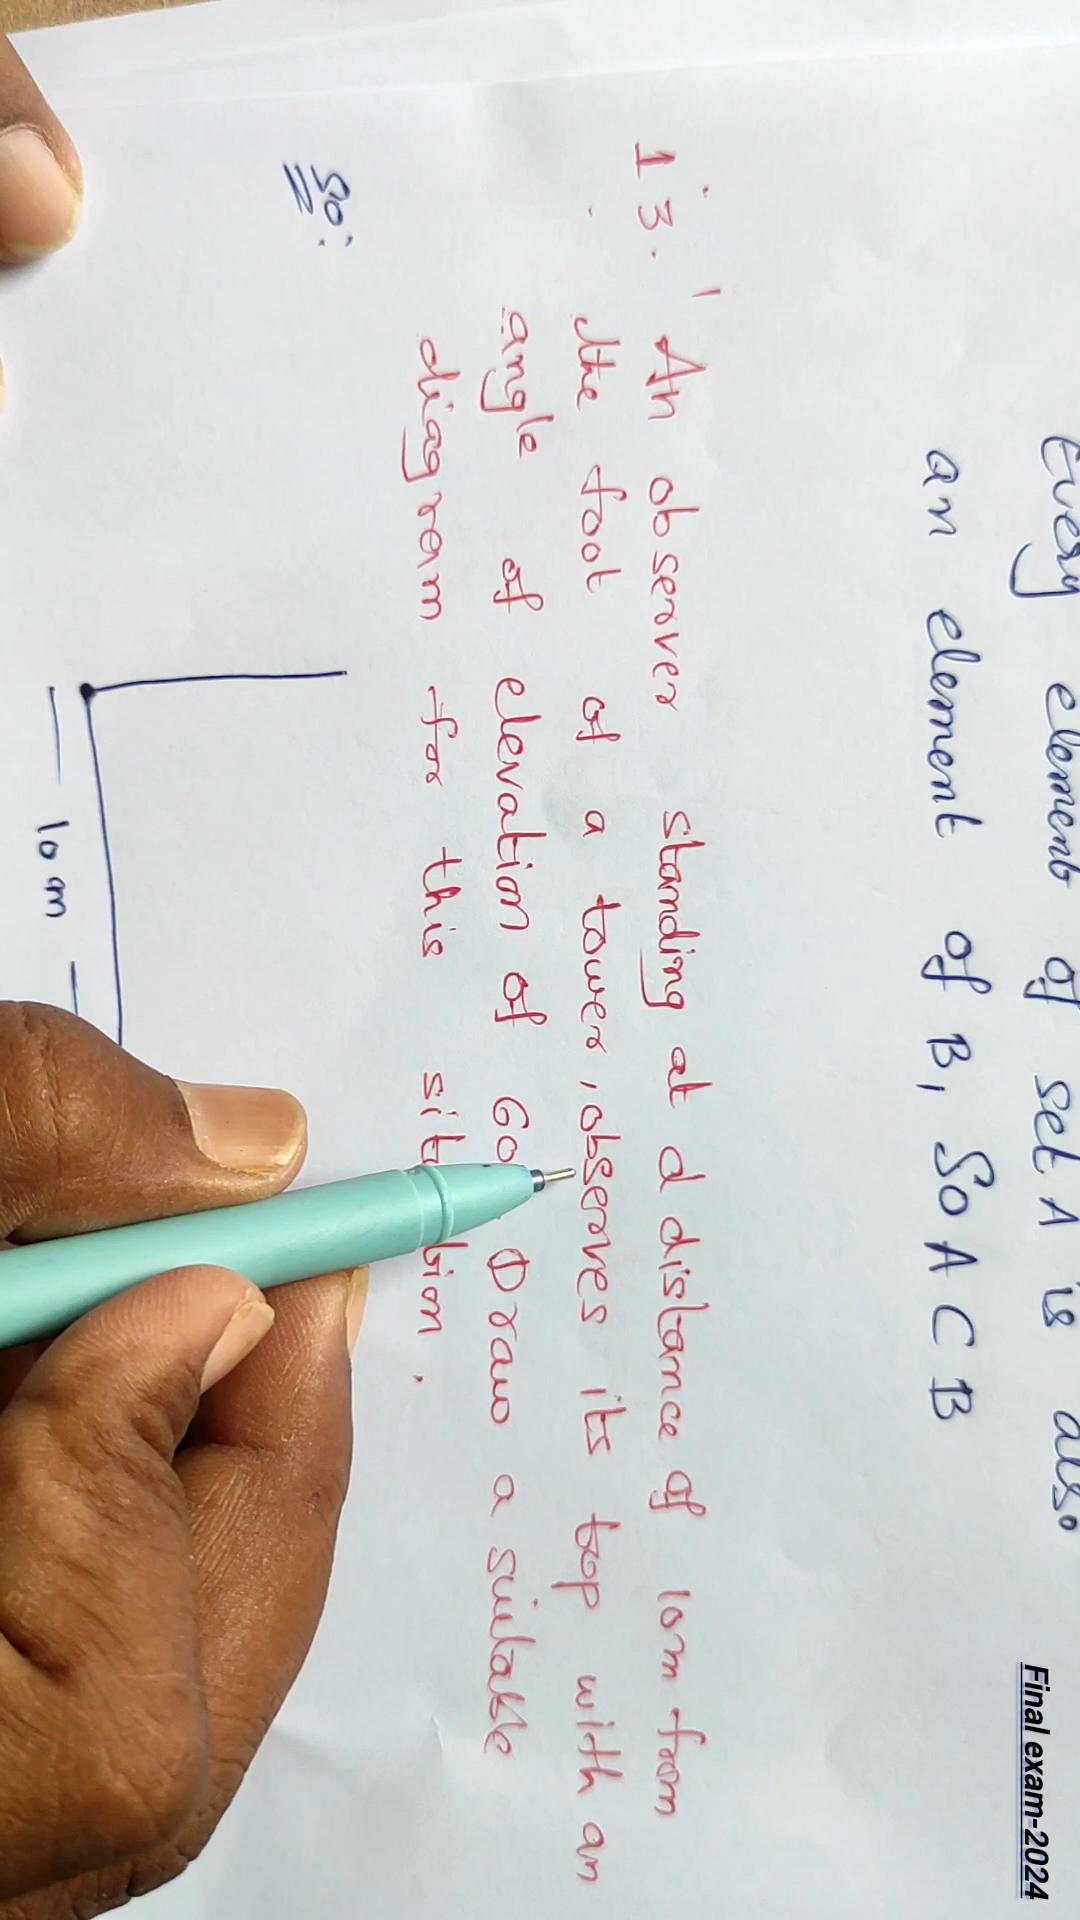 Every element of set A is also
an element of B, So A C B
13. An observer standing at d distance of 10m from
the foot of a tower, observes its top with an
angle of elevation of 60 Draw a suitable
diagram for this
So:
10 m
Final exam-2024